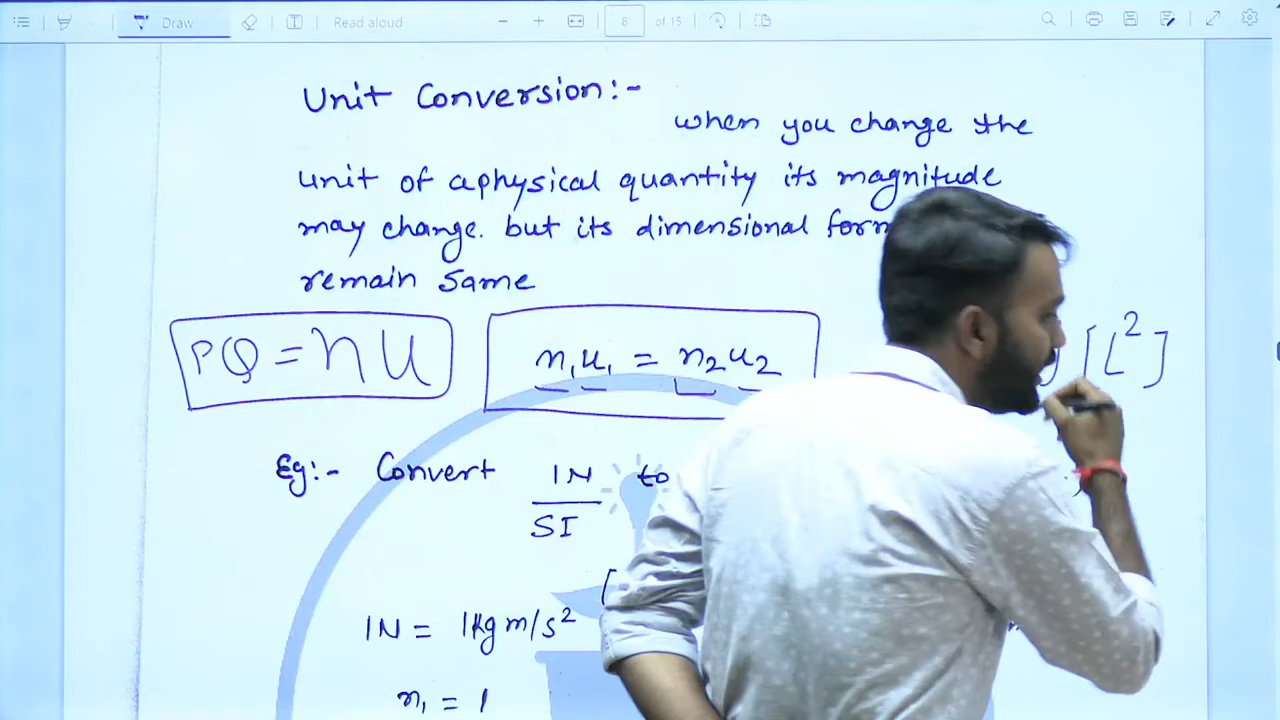 Draw
Read aloud
8 of 15
Unit Conversion:-
when you change the
unit of a physical quantity its magnitude
may change. but its dimensional
remain same
PQ = nu
n₁u₁ = n₂u₂
[L²]
Eg:- Convert 1N to
SI
1N = 1kg m/s²
n₁ = 1